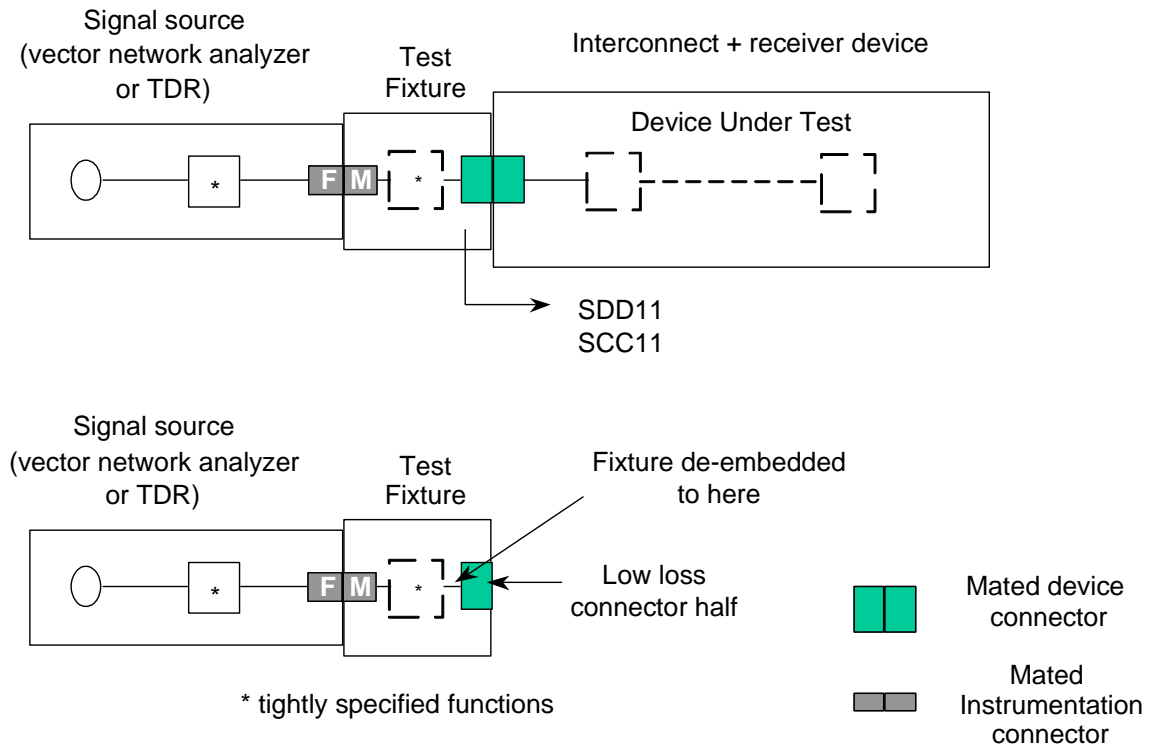 Signal source
(vector network analyzer
or TDR)
Test
Fixture
Interconnect + receiver device
Device Under Test
*
F M
*
SDD11
SCC11
Signal source
(vector network analyzer
or TDR)
Test
Fixture
Fixture de-embedded
to here
*
F M
*
Low loss
connector half
* tightly specified functions
Mated device
connector
Mated
Instrumentation
connector